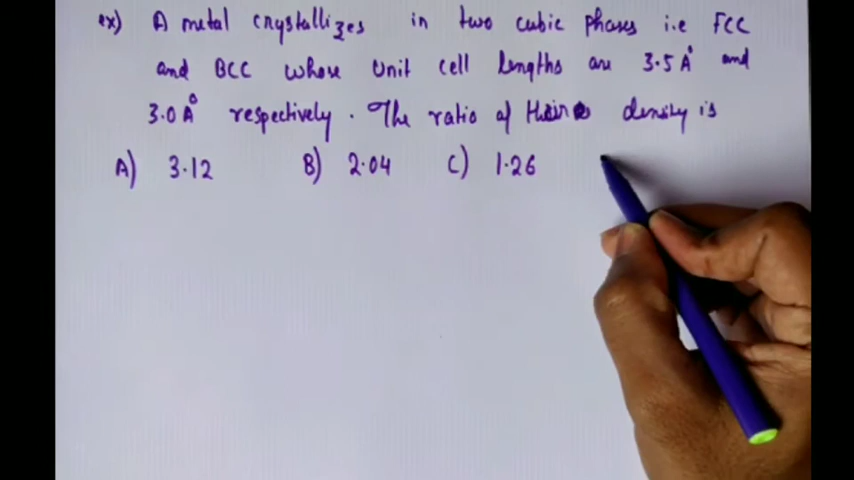 ex) A metal crystallizes in two cubic phases i.e FCC
and BCC whose unit cell lengths are 3.5 A° and
3.0 A° respectively. The ratio of their density is
A) 3.12 B) 2.04 C) 1.26